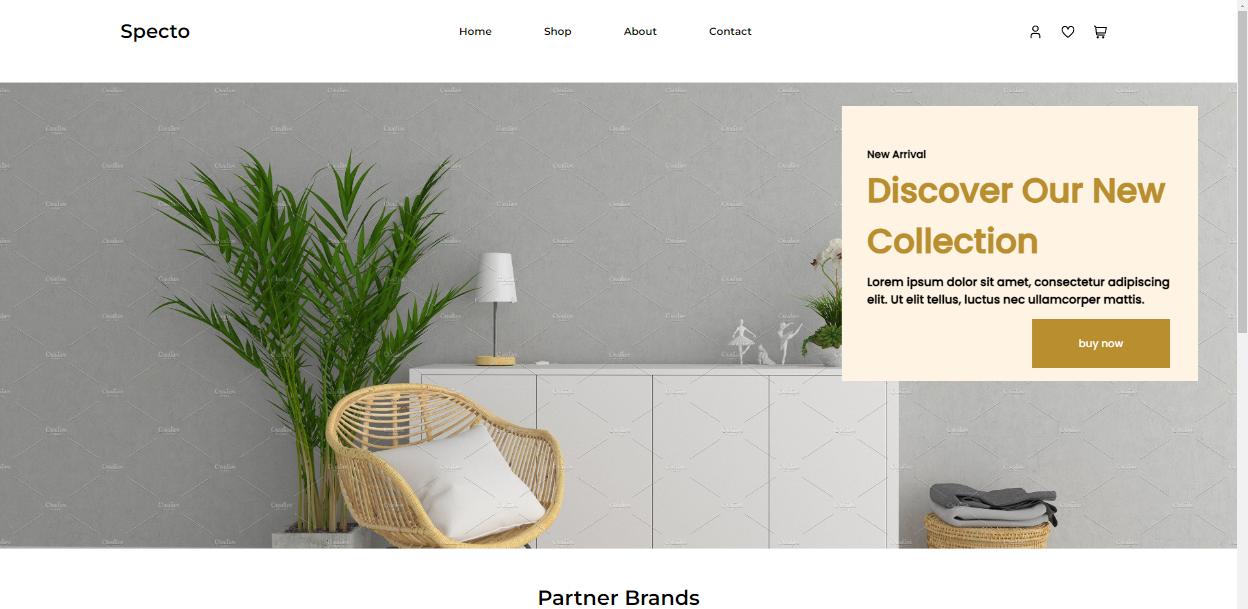 Specto
Home
Shop
About
Contact
New Arrival
Discover Our New
Collection
Lorem ipsum dolor sit amet, consectetur adipiscing
elit. Ut elit tellus, luctus nec ullamcorper mattis.
buy now
Partner Brands